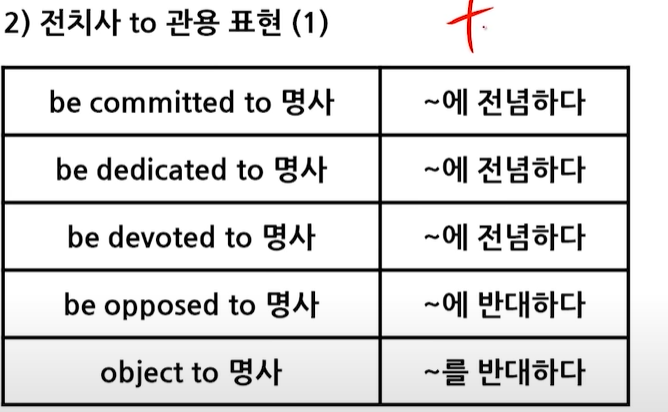 2) 전치사 to 관용 표현 (1)
be committed to 명사 ~에 전념하다
be dedicated to 명사 ~에 전념하다
be devoted to 명사 ~에 전념하다
be opposed to 명사 ~에 반대하다
object to 명사 ~를 반대하다